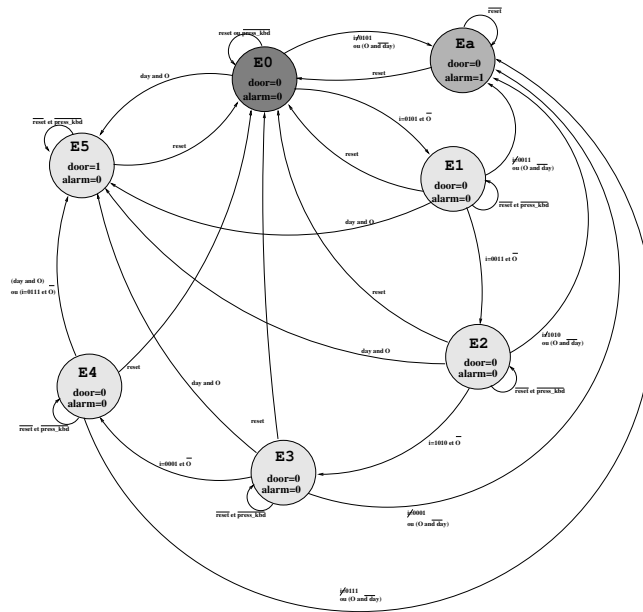 reset
reset ou press_kbd
i≠0101
ou (O and day)
Ea
door=0
alarm=1
E0
door=0
alarm=0
reset
day and O
i=0101 et O̅
reset et press_kbd
E5
door=1
alarm=0
reset
reset
E1
door=0
alarm=0
i≠0011
ou (O and day)
reset et press_kbd
day and O
i=0011 et O̅
(day and O)
ou (i=0111 et O̅)
reset
i≠1010
ou (O and day)
E2
door=0
alarm=0
day and O
reset et press_kbd
E4
door=0
alarm=0
reset
day and O
reset et press_kbd
reset
i=1010 et O̅
i=0001 et O̅
E3
door=0
alarm=0
reset et press_kbd
i≠0001
ou (O and day)
i≠0111
ou (O and day)